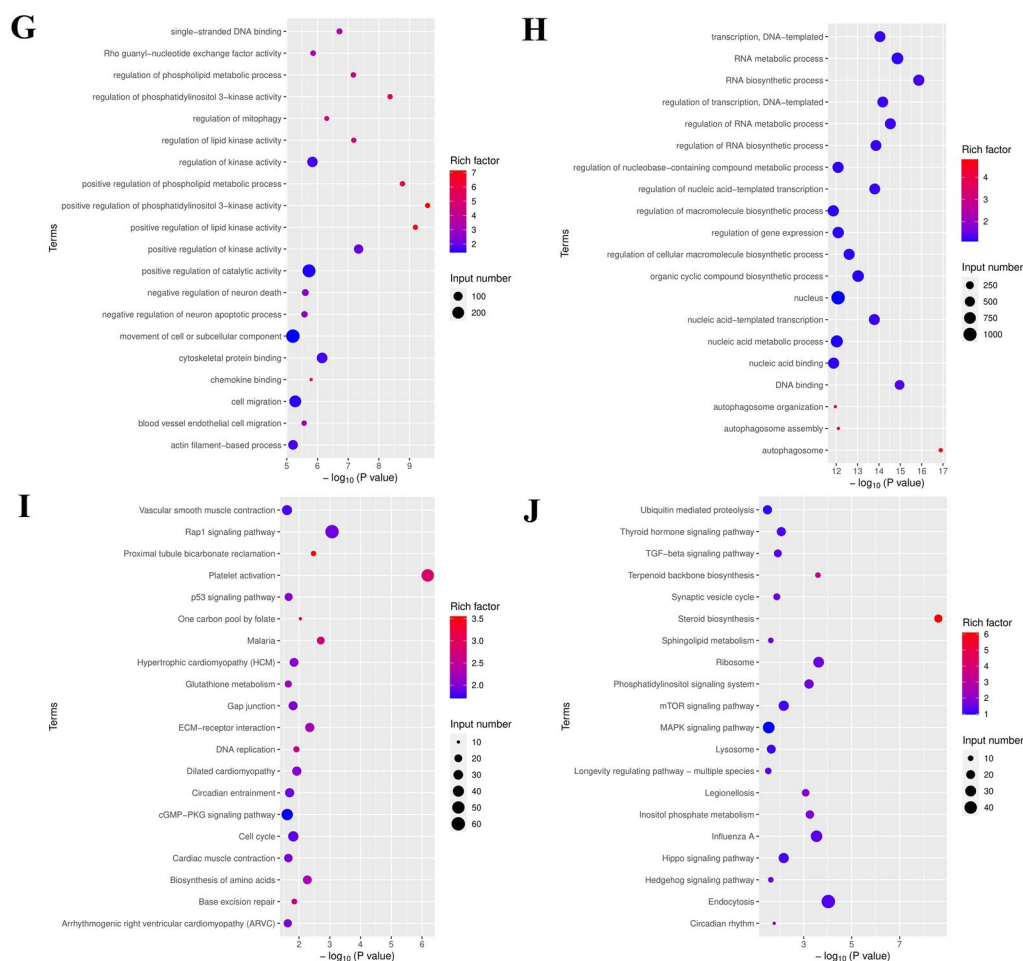 G
single-stranded DNA binding
Rho guanyl-nucleotide exchange factor activity
regulation of phospholipid metabolic process
regulation of phosphatidylinositol 3-kinase activity
regulation of mitophagy
regulation of lipid kinase activity
regulation of kinase activity
positive regulation of phospholipid metabolic process
positive regulation of phosphatidylinositol 3-kinase activity
positive regulation of lipid kinase activity
positive regulation of kinase activity
positive regulation of catalytic activity
negative regulation of neuron death
negative regulation of neuron apoptotic process
movement of cell or subcellular component
cytoskeletal protein binding
chemokine binding
cell migration
blood vessel endothelial cell migration
actin filament-based process
Terms
5 6 7 8 9
− log10 (P value)
Rich factor
7
6
5
4
3
2
Input number
100
200
H
transcription, DNA-templated
RNA metabolic process
RNA biosynthetic process
regulation of transcription, DNA-templated
regulation of RNA metabolic process
regulation of RNA biosynthetic process
regulation of nucleobase-containing compound metabolic process
regulation of nucleic acid-templated transcription
regulation of macromolecule biosynthetic process
regulation of gene expression
regulation of cellular macromolecule biosynthetic process
organic cyclic compound biosynthetic process
nucleus
nucleic acid-templated transcription
nucleic acid metabolic process
nucleic acid binding
DNA binding
autophagosome organization
autophagosome assembly
autophagosome
Terms
12 13 14 15 16 17
− log10 (P value)
Rich factor
4
3
2
Input number
250
500
750
1000
I
Vascular smooth muscle contraction
Rap1 signaling pathway
Proximal tubule bicarbonate reclamation
Platelet activation
p53 signaling pathway
One carbon pool by folate
Malaria
Hypertrophic cardiomyopathy (HCM)
Glutathione metabolism
Gap junction
ECM-receptor interaction
DNA replication
Dilated cardiomyopathy
Circadian entrainment
cGMP-PKG signaling pathway
Cell cycle
Cardiac muscle contraction
Biosynthesis of amino acids
Base excision repair
Arrhythmogenic right ventricular cardiomyopathy (ARVC)
Terms
2 3 4 5 6
− log10 (P value)
Rich factor
3.5
3.0
2.5
2.0
Input number
10
20
30
40
50
60
J
Ubiquitin mediated proteolysis
Thyroid hormone signaling pathway
TGF-beta signaling pathway
Terpenoid backbone biosynthesis
Synaptic vesicle cycle
Steroid biosynthesis
Sphingolipid metabolism
Ribosome
Phosphatidylinositol signaling system
mTOR signaling pathway
MAPK signaling pathway
Lysosome
Longevity regulating pathway - multiple species
Legionellosis
Inositol phosphate metabolism
Influenza A
Hippo signaling pathway
Hedgehog signaling pathway
Endocytosis
Circadian rhythm
Terms
3 5 7
− log10 (P value)
Rich factor
6
5
4
3
2
1
Input number
10
20
30
40